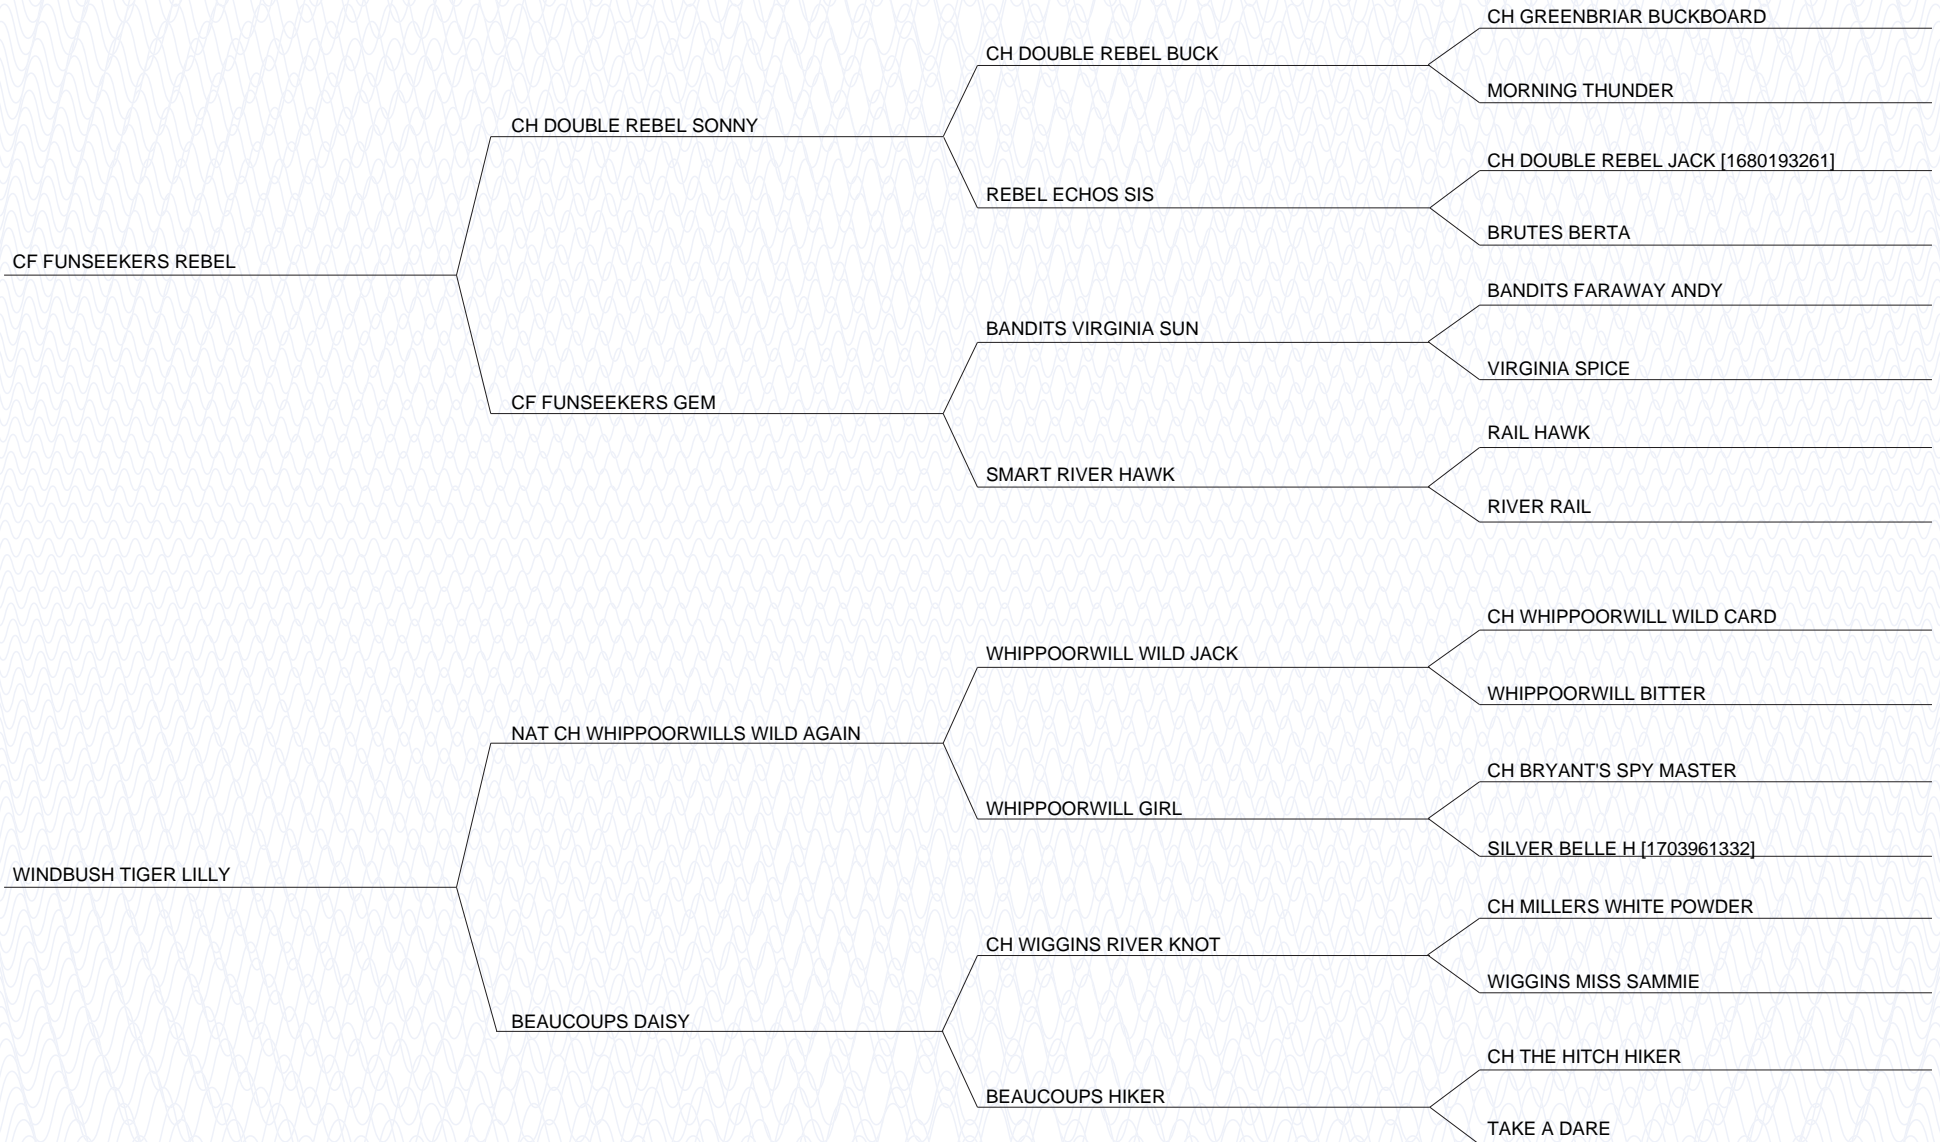 CH GREENBRIAR BUCKBOARD
CH DOUBLE REBEL BUCK
MORNING THUNDER
CH DOUBLE REBEL SONNY
CH DOUBLE REBEL JACK [1680193261]
REBEL ECHOS SIS
BRUTES BERTA
CF FUNSEEKERS REBEL
BANDITS FARAWAY ANDY
BANDITS VIRGINIA SUN
VIRGINIA SPICE
CF FUNSEEKERS GEM
RAIL HAWK
SMART RIVER HAWK
RIVER RAIL
CH WHIPPOORWILL WILD CARD
WHIPPOORWILL WILD JACK
WHIPPOORWILL BITTER
NAT CH WHIPPOORWILLS WILD AGAIN
CH BRYANT'S SPY MASTER
WHIPPOORWILL GIRL
SILVER BELLE H [1703961332]
WINDBUSH TIGER LILLY
CH MILLERS WHITE POWDER
CH WIGGINS RIVER KNOT
WIGGINS MISS SAMMIE
BEAUCOUPS DAISY
CH THE HITCH HIKER
BEAUCOUPS HIKER
TAKE A DARE